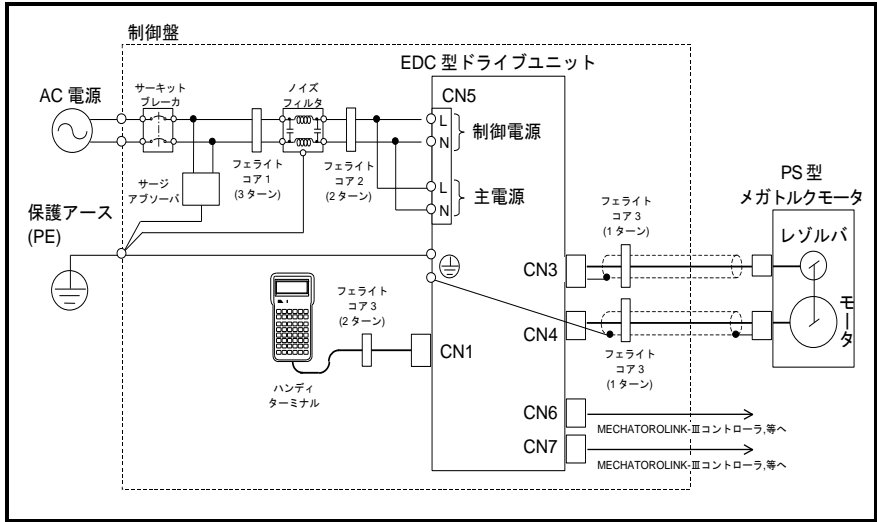 制御盤
EDC 型ドライブユニット
AC 電源
サーキット
ブレーカ
ノイズ
フィルタ
CN5
L
N
制御電源
フェライト
コア 1
(3 ターン)
フェライト
コア 2
(2 ターン)
サージ
アブソーバ
L
N
主電源
保護アース
(PE)
フェライト
コア 3
(1 ターン)
PS 型
メガトルクモータ
レゾルバ
モータ
CN3
フェライト
コア 3
(2 ターン)
CN4
CN1
フェライト
コア 3
(1 ターン)
ハンディ
ターミナル
CN6
MECHATOROLINK-Ⅲコントローラ,等へ
CN7
MECHATOROLINK-Ⅲコントローラ,等へ